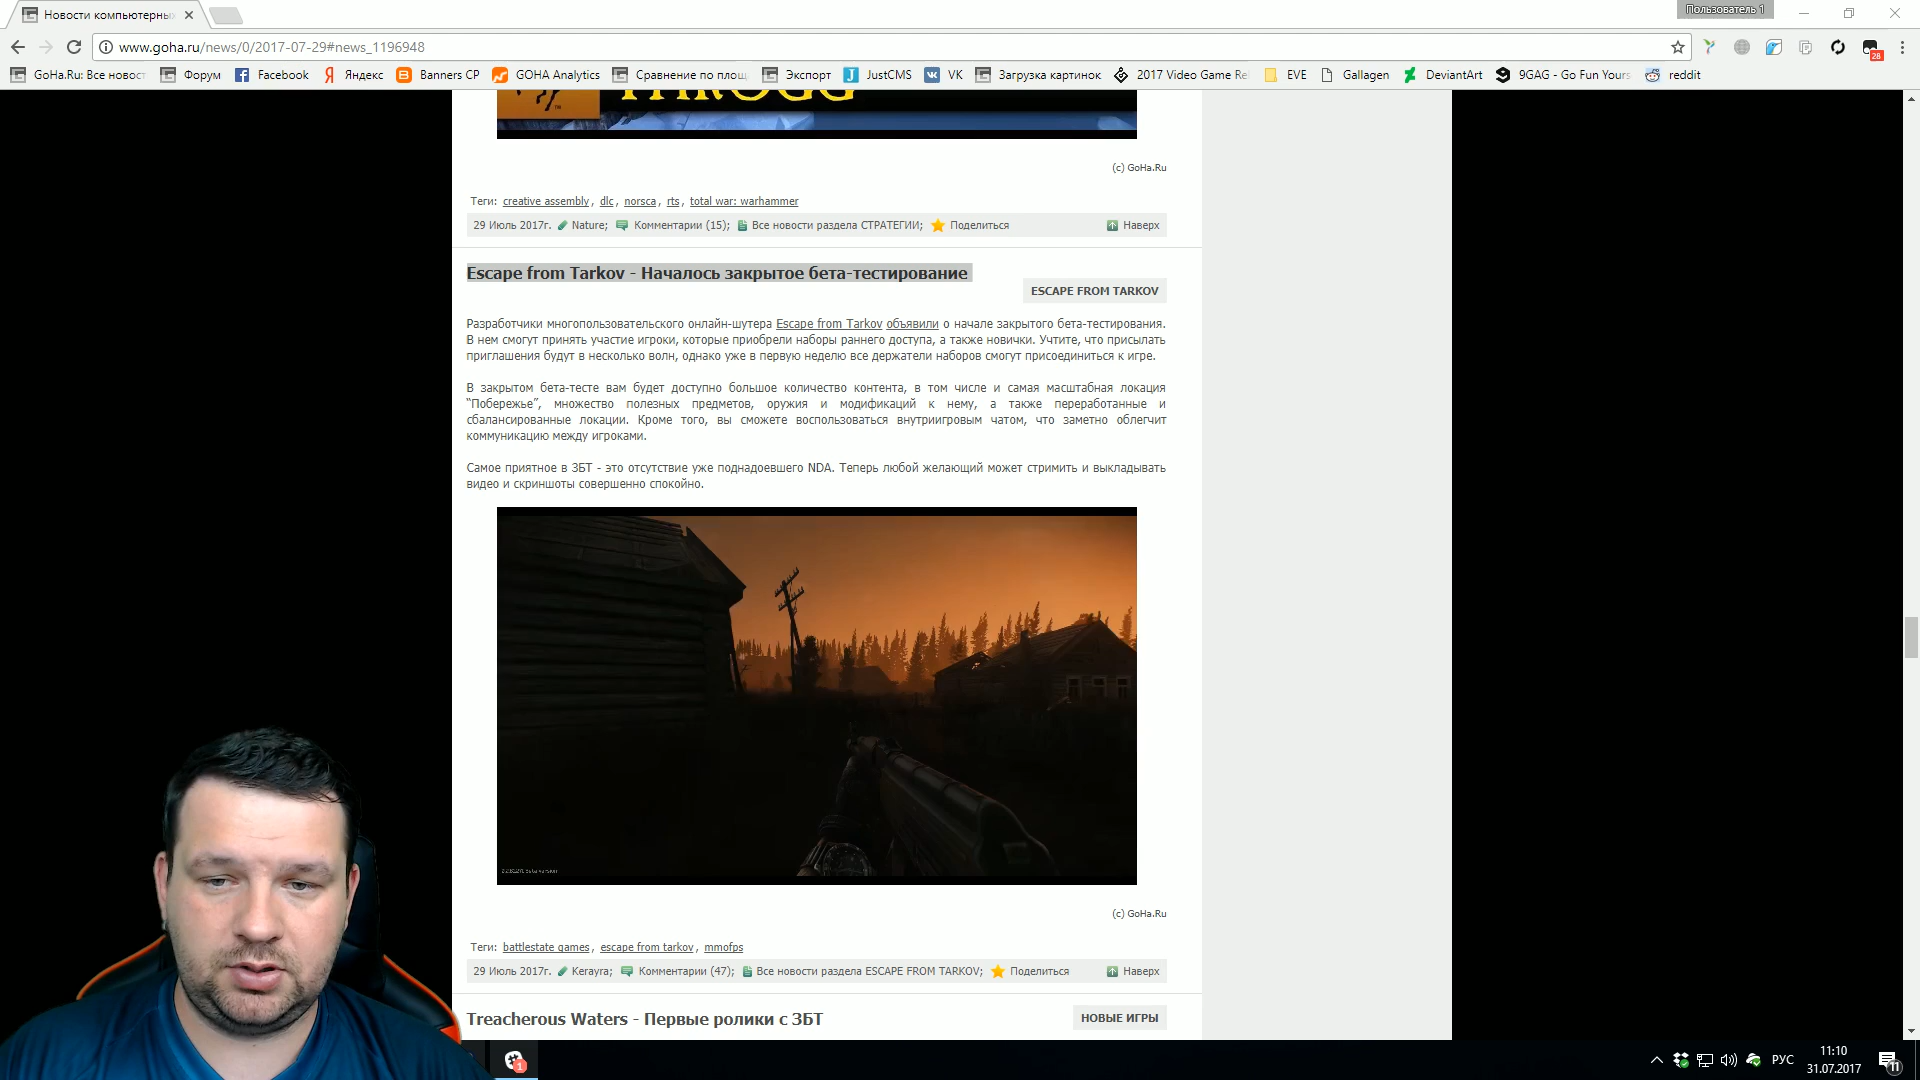 Новости компьютерны
Пользователь 1
www.goha.ru/news/0/2017-07-29#news_1196948
28
GoHa.Ru: Все новост
Форум
Facebook
Яндекс
Banners CP
GOHA Analytics
Сравнение по площ
Экспорт
JustCMS
VK
Загрузка картинок
2017 Video Game Re
EVE
Gallagen
DeviantArt
9GAG - Go Fun Yours
reddit
(c) GoHa.Ru
Теги: creative assembly, dlc, norsca, rts, total war: warhammer
29 Июль 2017г. Nature; Комментарии (15); Все новости раздела СТРАТЕГИИ; Поделиться Наверх
Escape from Tarkov - Началось закрытое бета-тестирование
ESCAPE FROM TARKOV
Разработчики многопользовательского онлайн-шутера Escape from Tarkov объявили о начале закрытого бета-тестирования.
В нем смогут принять участие игроки, которые приобрели наборы раннего доступа, а также новички. Учтите, что присылать
приглашения будут в несколько волн, однако уже в первую неделю все держатели наборов смогут присоединиться к игре.
В закрытом бета-тесте вам будет доступно большое количество контента, в том числе и самая масштабная локация
“Побережье”, множество полезных предметов, оружия и модификаций к нему, а также переработанные и
сбалансированные локации. Кроме того, вы сможете воспользоваться внутриигровым чатом, что заметно облегчит
коммуникацию между игроками.
Самое приятное в ЗБТ - это отсутствие уже поднадоевшего NDA. Теперь любой желающий может стримить и выкладывать
видео и скриншоты совершенно спокойно.
(c) GoHa.Ru
Теги: battlestate games, escape from tarkov, mmofps
29 Июль 2017г. Kerayra; Комментарии (47); Все новости раздела ESCAPE FROM TARKOV; Поделиться Наверх
Treacherous Waters - Первые ролики с ЗБТ
НОВЫЕ ИГРЫ
1
РУС
11:10
31.07.2017
11